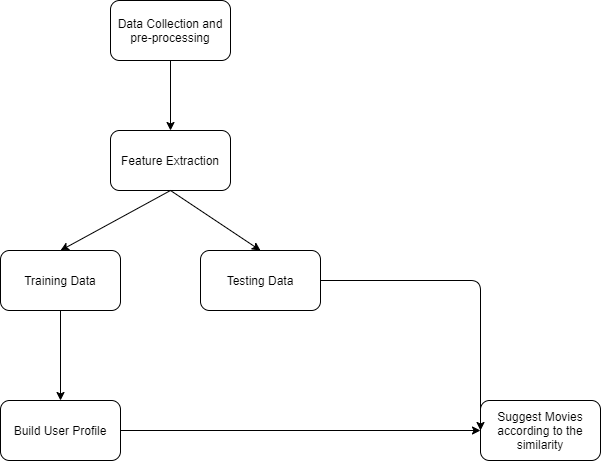 Data Collection and
pre-processing
Feature Extraction
Training Data
Testing Data
Build User Profile
Suggest Movies
according to the
similarity